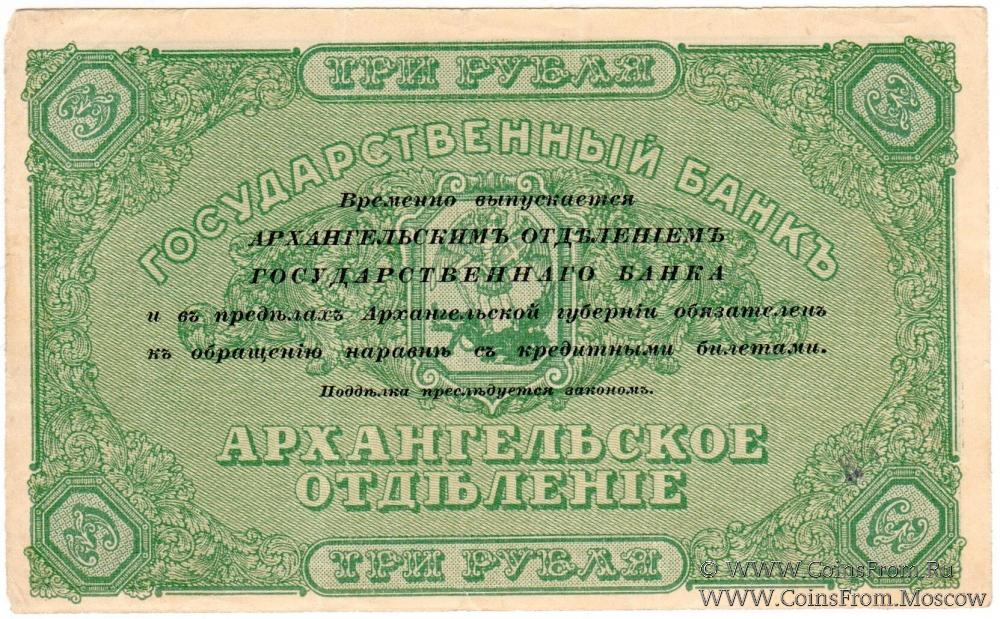 ТРИ РУБЛЯ
ГОСУДАРСТВЕННЫЙ БАНКЪ
Временно выпускается
АРХАНГЕЛЬСКИМЪ ОТДѢЛЕНІЕМЪ
ГОСУДАРСТВЕННАГО БАНКА
и въ предѣлахъ Архангельской губерніи обязателенъ
къ обращенію наравнѣ съ кредитными билетами.
Поддѣлка преслѣдуется закономъ.
АРХАНГЕЛЬСКОЕ
ОТДѢЛЕНІЕ
ТРИ РУБЛЯ
© WWW.CoinsFrom.Ru
WWW.CoinsFrom.Moscow